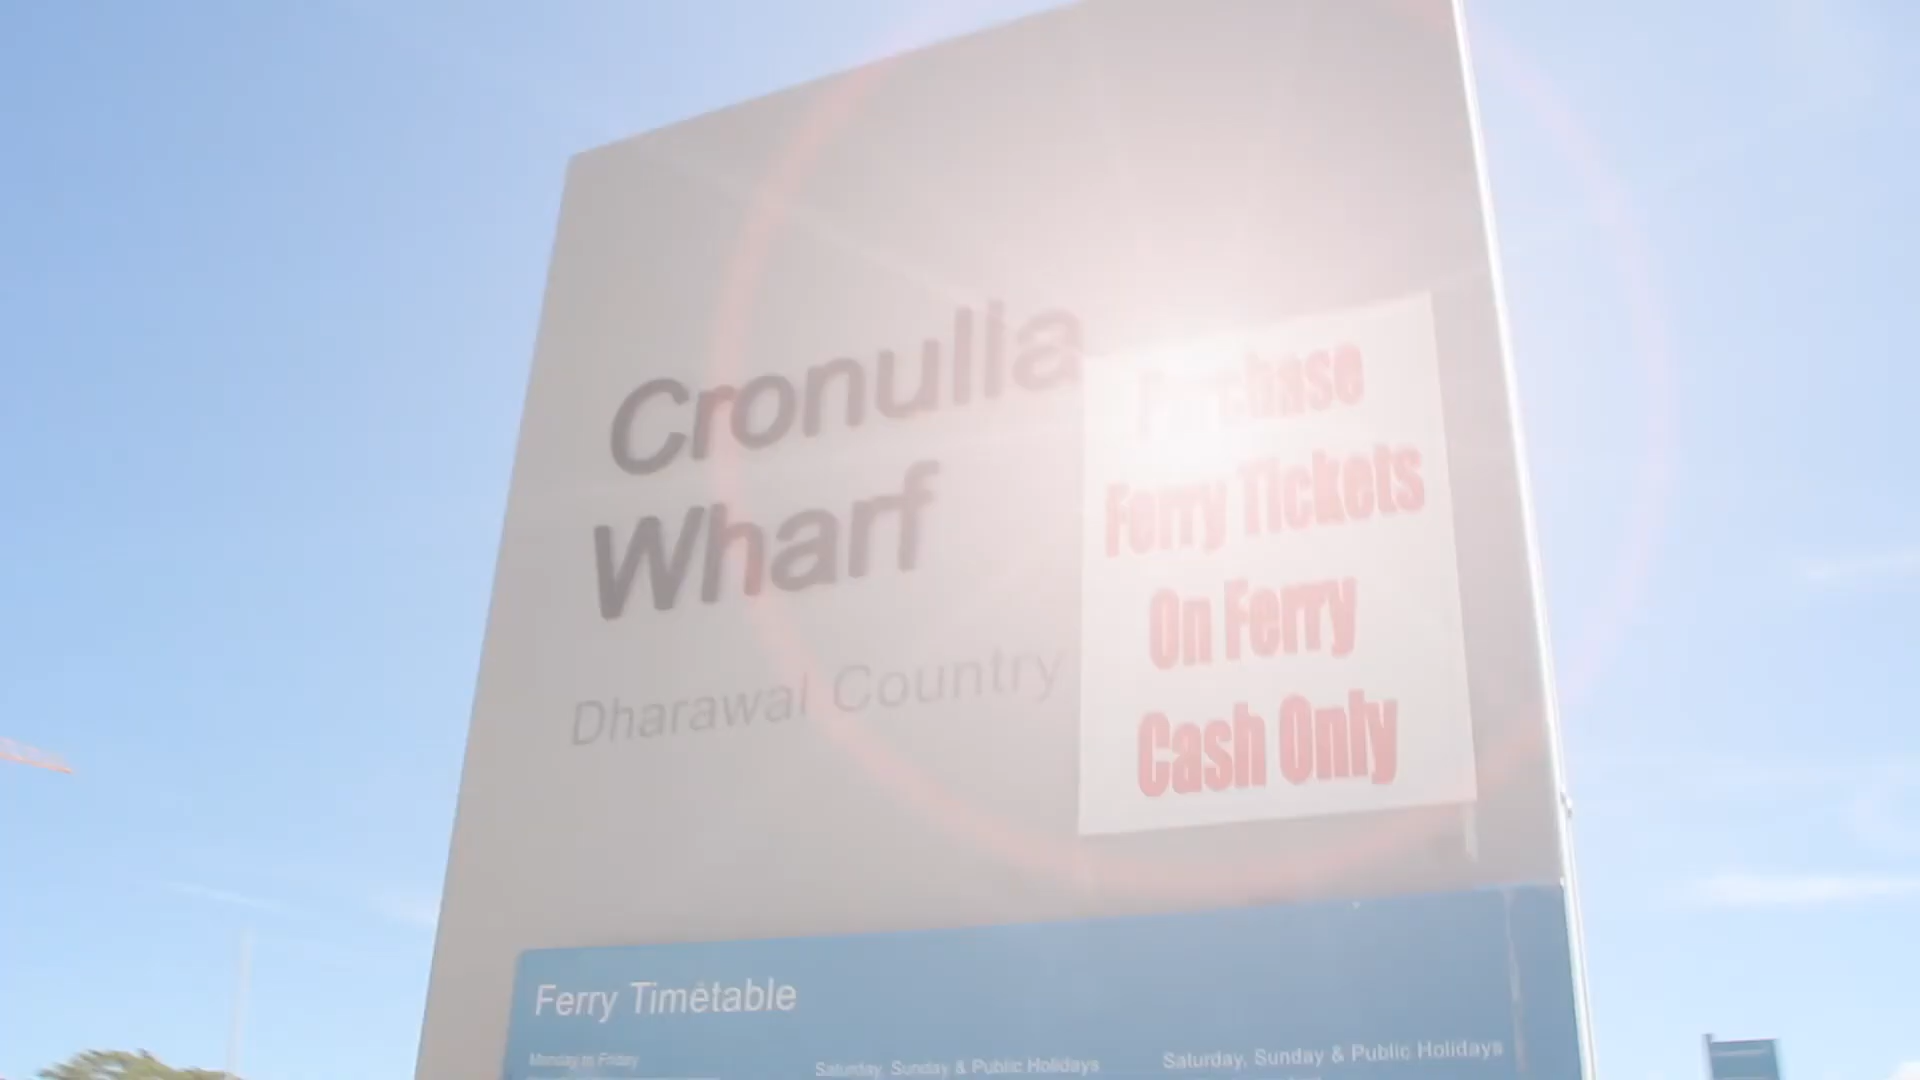 Cronulla
Wharf
Dharawal Country
Purchase
Ferry Tickets
On Ferry
Cash Only
Ferry Timetable
Monday to Friday
Saturday, Sunday & Public Holidays
Saturday, Sunday & Public Holidays